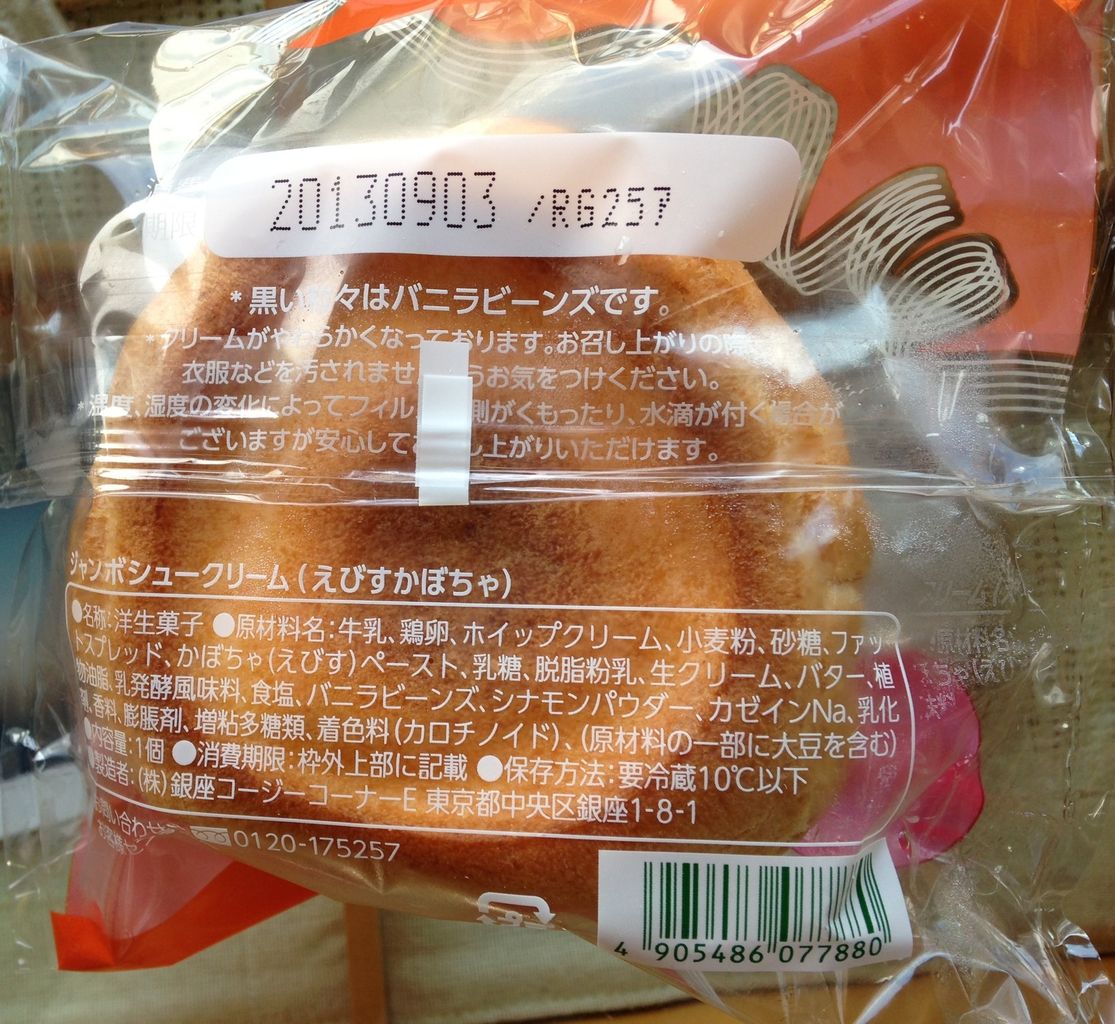 期限
20130903 /RG257
*黒い々はバニラビーンズです。
*クリームがやわらかくなっております。お召し上がりの際
衣服などを汚されませうお気をつけください。
*温度、湿度の変化によってフィル側がくもったり、水滴が付く場合が
ございますが安心してし上がりいただけます。
ジャンボシュークリーム(えびすかぼちゃ)
●名称:洋生菓子 ●原材料名:牛乳、鶏卵、ホイップクリーム、小麦粉、砂糖、ファッ
トスプレッド、かぼちゃ(えびす)ペースト、乳糖、脱脂粉乳、生クリーム、バター、植
物油脂、乳発酵風味料、食塩、バニラビーンズ、シナモンパウダー、カゼインNa、乳化
剤、香料、膨脹剤、増粘多糖類、着色料(カロチノイド)、(原材料の一部に大豆を含む)
●内容量:1個 ●消費期限:枠外上部に記載 ●保存方法:要冷蔵10℃以下
製造者:(株)銀座コージーコーナーE 東京都中央区銀座1-8-1
お問い合わせ
0120-175257
4 905486 077880